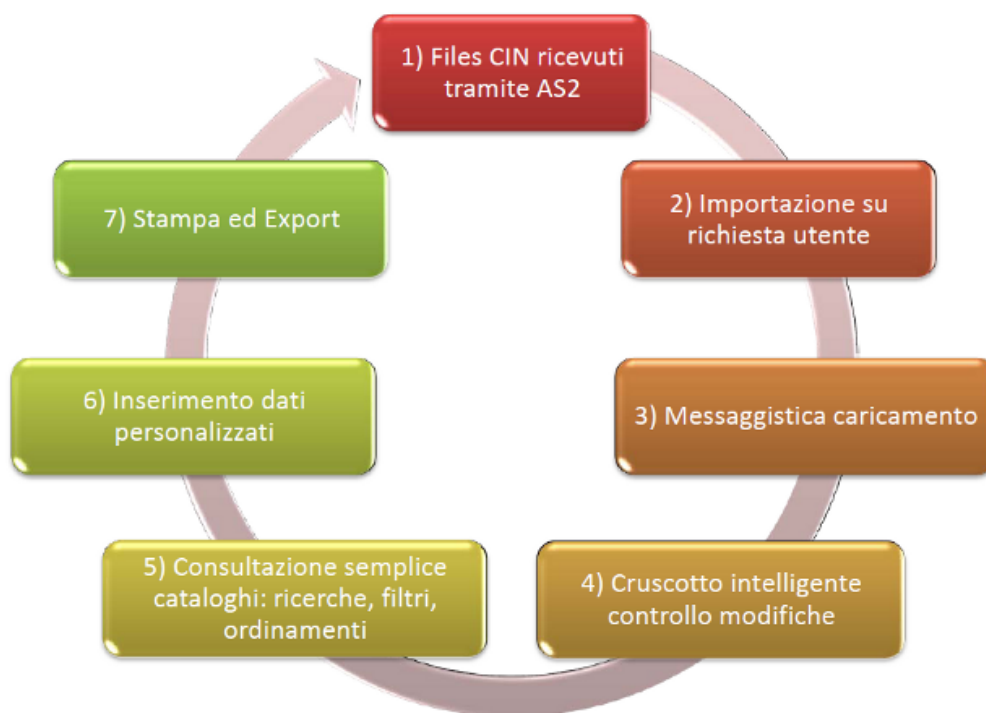 1) Files CIN ricevuti
tramite AS2
2) Importazione su
richiesta utente
3) Messaggistica caricamento
4) Cruscotto intelligente
controllo modifiche
5) Consultazione semplice
cataloghi: ricerche, filtri,
ordinamenti
6) Inserimento dati
personalizzati
7) Stampa ed Export